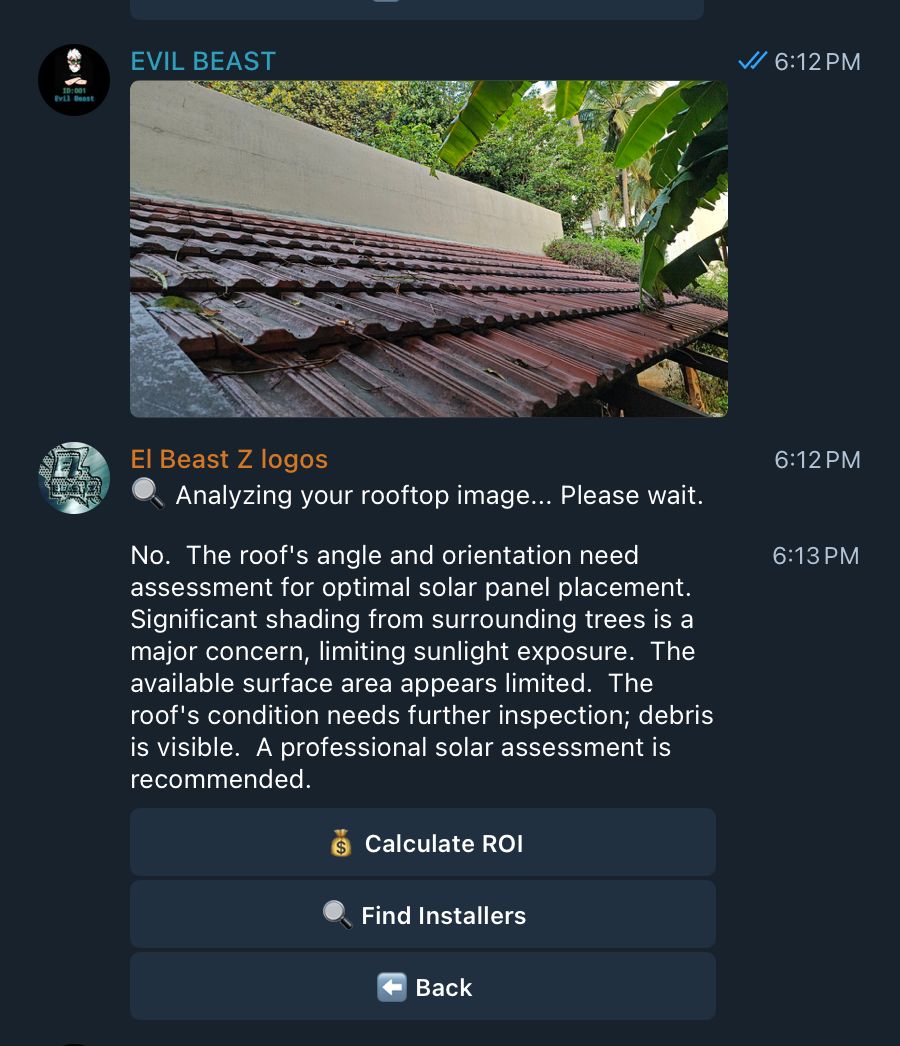 EVIL BEAST 6:12 PM
ID:001
Evil Beast
El Beast Z logos 6:12 PM
Analyzing your rooftop image... Please wait.
No. The roof's angle and orientation need 6:13 PM
assessment for optimal solar panel placement.
Significant shading from surrounding trees is a
major concern, limiting sunlight exposure. The
available surface area appears limited. The
roof's condition needs further inspection; debris
is visible. A professional solar assessment is
recommended.
Calculate ROI
Find Installers
Back